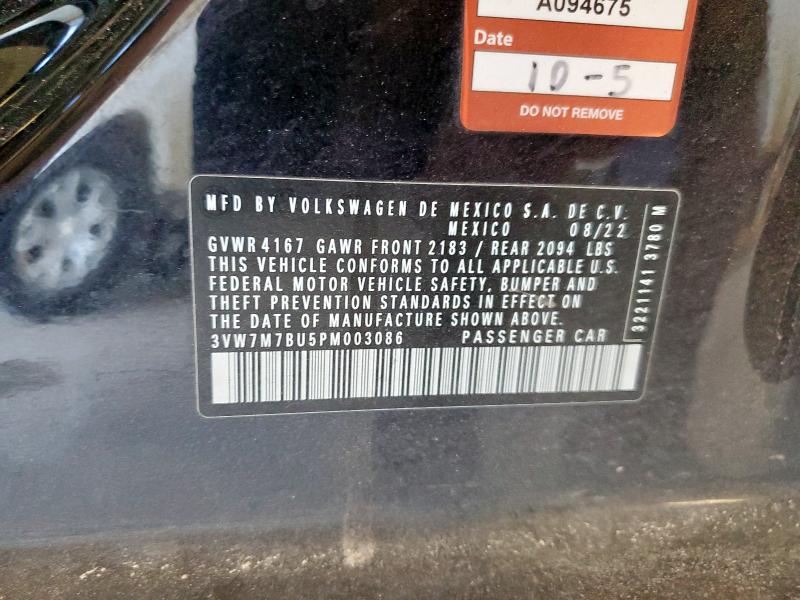 A094675
Date
10-5
DO NOT REMOVE
MFD BY VOLKSWAGEN DE MEXICO S.A. DE C.V.
MEXICO 08/22
GVWR 4167 GAWR FRONT 2183 / REAR 2094 LBS
THIS VEHICLE CONFORMS TO ALL APPLICABLE U.S.
FEDERAL MOTOR VEHICLE SAFETY, BUMPER AND
THEFT PREVENTION STANDARDS IN EFFECT ON
THE DATE OF MANUFACTURE SHOWN ABOVE.
3VW7M7BU5PM003086 PASSENGER CAR
3221141 3780 M